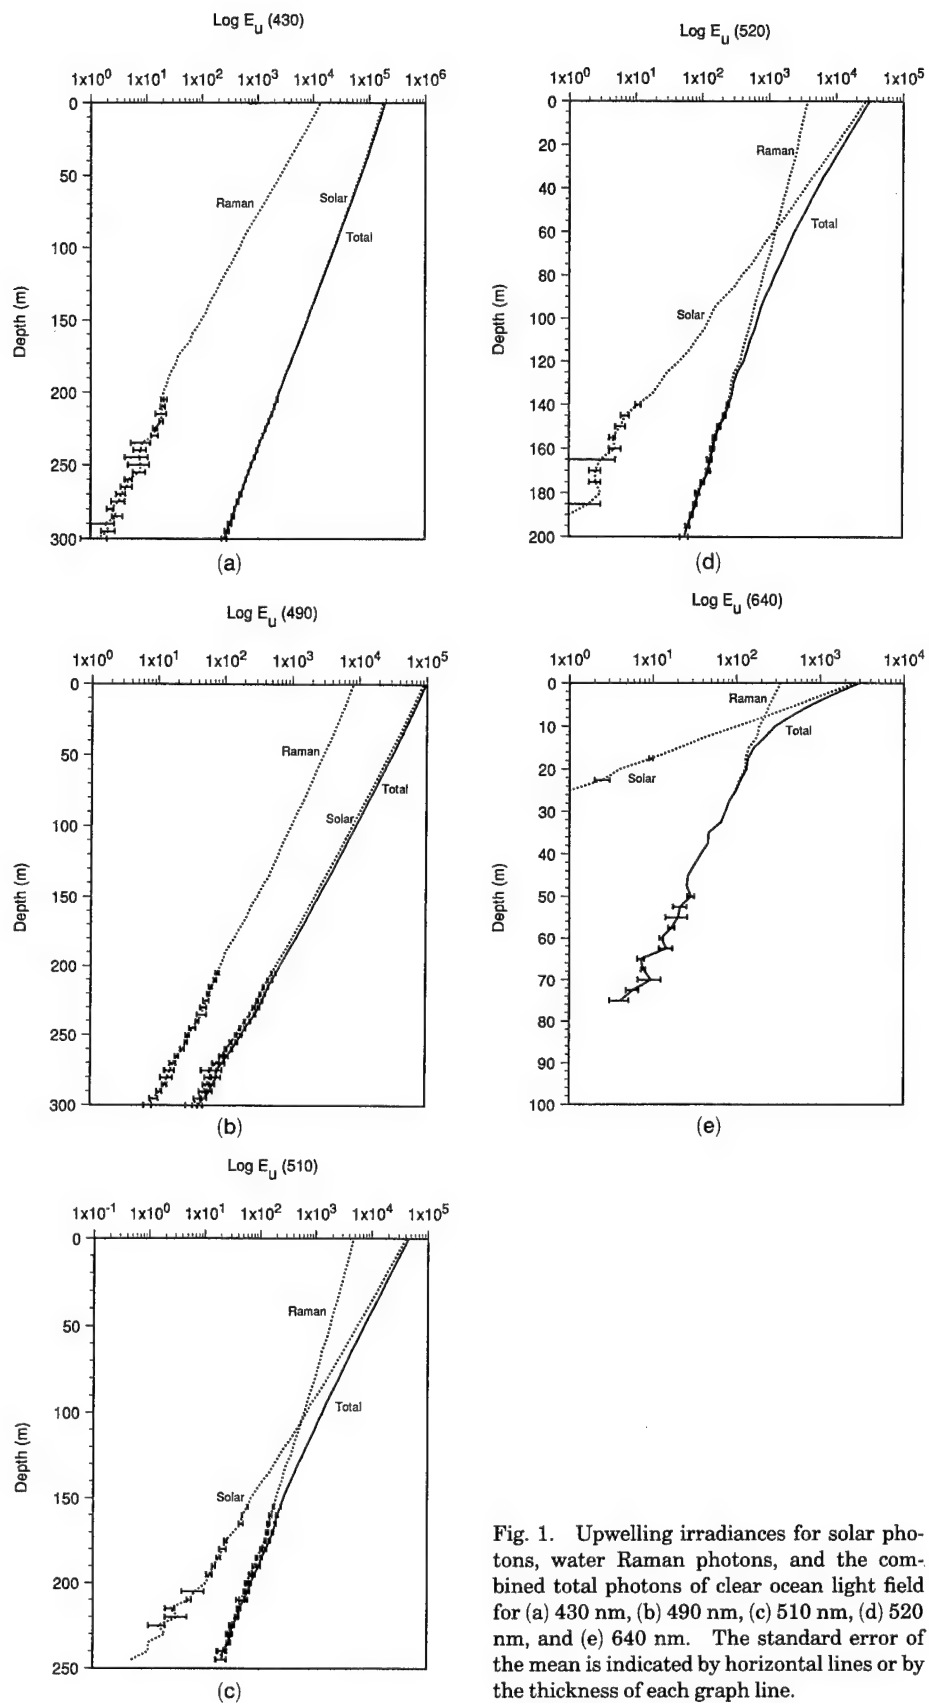 Log Eu (430)
1x10^0 1x10^1 1x10^2 1x10^3 1x10^4 1x10^5 1x10^6
0
50
100
150
200
250
300
Depth (m)
Raman
Solar
Total
(a)
Log Eu (490)
1x10^0 1x10^1 1x10^2 1x10^3 1x10^4 1x10^5
0
50
100
150
200
250
300
Depth (m)
Raman
Total
Solar
(b)
Log Eu (510)
1x10^-1 1x10^0 1x10^1 1x10^2 1x10^3 1x10^4 1x10^5
0
50
100
150
200
250
Depth (m)
Raman
Total
Solar
(c)
Log Eu (520)
1x10^0 1x10^1 1x10^2 1x10^3 1x10^4 1x10^5
0
20
40
60
80
100
120
140
160
180
200
Depth (m)
Raman
Total
Solar
(d)
Log Eu (640)
1x10^0 1x10^1 1x10^2 1x10^3 1x10^4
0
10
20
30
40
50
60
70
80
90
100
Depth (m)
Raman
Total
Solar
(e)
Fig. 1. Upwelling irradiances for solar pho-
tons, water Raman photons, and the com-
bined total photons of clear ocean light field
for (a) 430 nm, (b) 490 nm, (c) 510 nm, (d) 520
nm, and (e) 640 nm. The standard error of
the mean is indicated by horizontal lines or by
the thickness of each graph line.